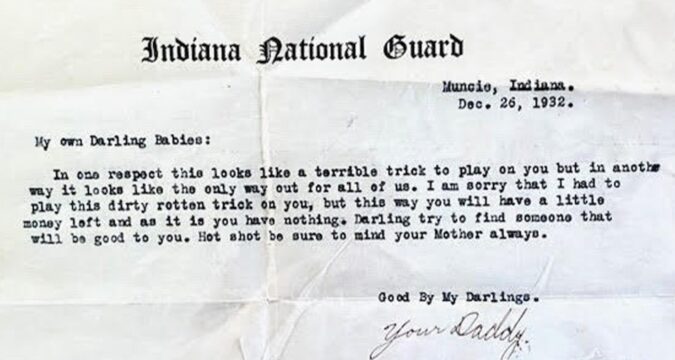 Indiana National Guard
Muncie, Indiana.
Dec. 26, 1932.
My own Darling Babies:
In one respect this looks like a terrible trick to play on you but in anothe
way it looks like the only way out for all of us. I am sorry that I had to
play this dirty rotten trick on you, but this way you will have a little
money left and as it is you have nothing. Darling try to find someone that
will be good to you. Hot shot be sure to mind your Mother always.
Good By My Darlings.
Your Daddy.